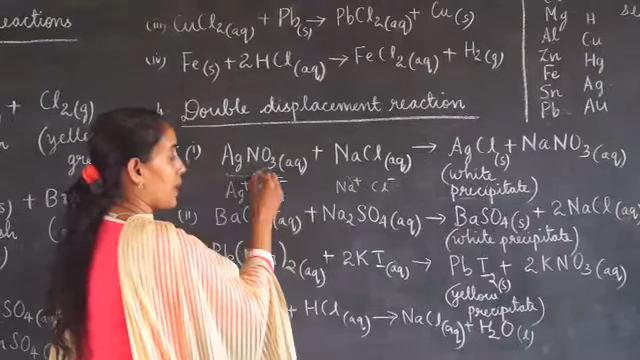 reactions
(iii) CuCl₂(aq) + Pb(s) → PbCl₂(aq) + Cu(s)
(iv) Fe(s) + 2HCl(aq) → FeCl₂(aq) + H₂(g)
Mg H
Al Cu
Zn Hg
Fe Ag
Sn Au
Pb
+ Cl₂(g)
(yellow
Double displacement reaction
(i) AgNO₃(aq) + NaCl(aq) → AgCl(s) + NaNO₃(aq)
(white precipitate)
Na⁺ Cl⁻
(ii) Na₂SO₄(aq) → BaSO₄(s) + 2NaCl(aq)
(white precipitate)
)₂(aq) + 2KI(aq) → PbI₂(s) + 2KNO₃(aq)
(yellow precipitate)
+ HCl(aq) → NaCl(aq) + H₂O(l)